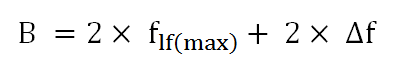 B = 2 × f_lf(max) + 2 × Δf